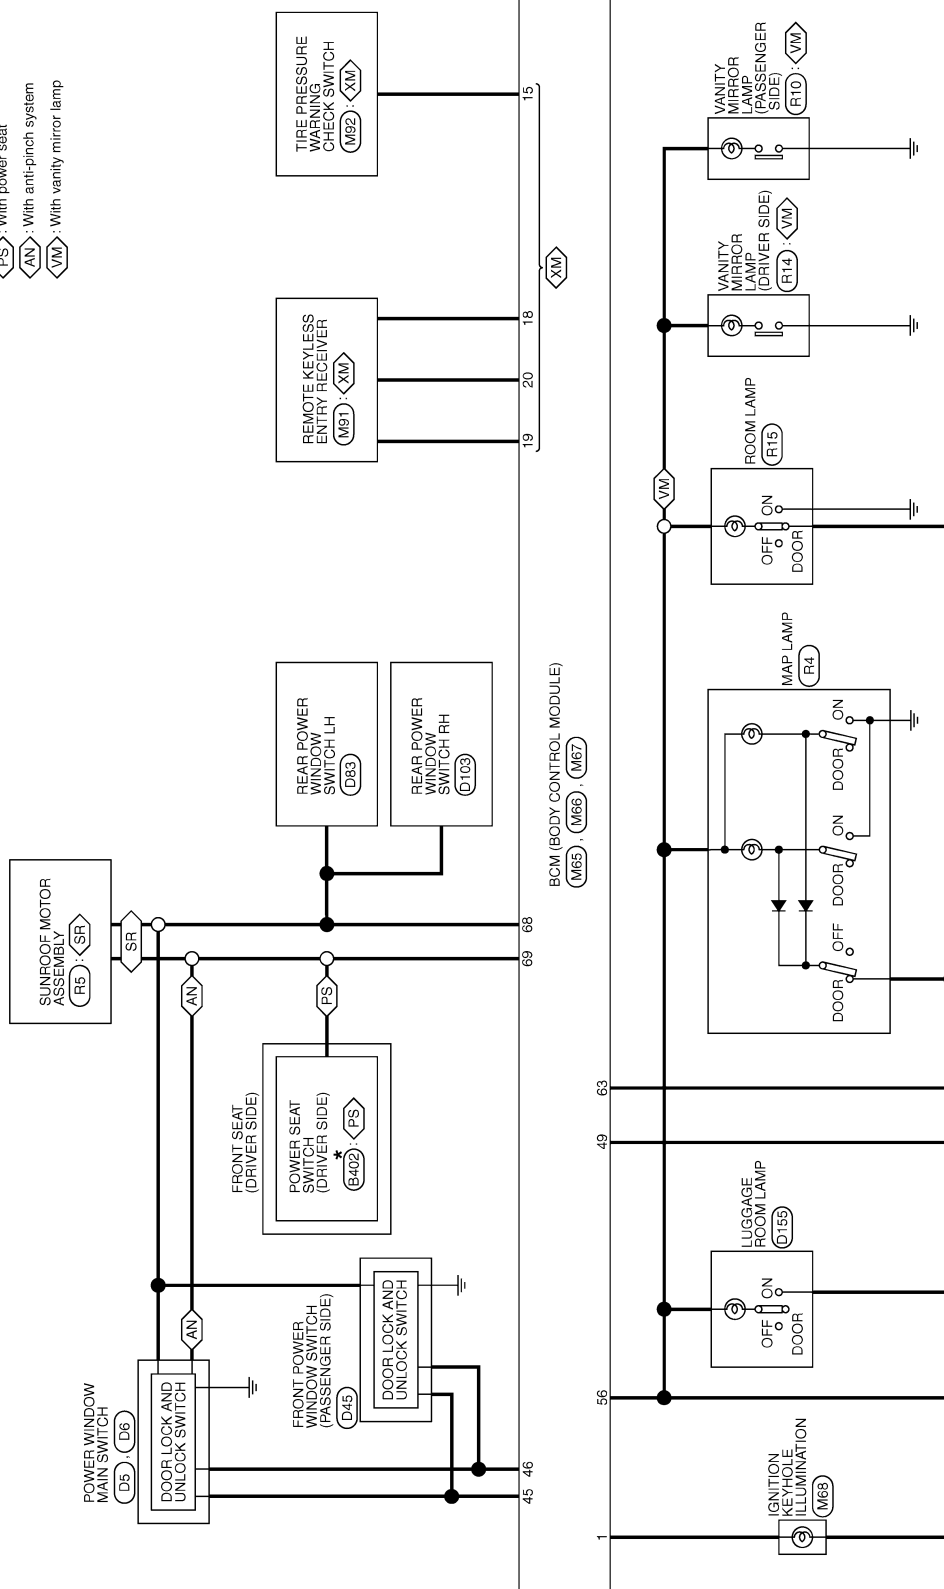 PS : With power seat
AN : With anti-pinch system
VM : With vanity mirror lamp
POWER WINDOW
MAIN SWITCH
D5 , D6
DOOR LOCK AND
UNLOCK SWITCH
SUNROOF MOTOR
ASSEMBLY
R5 : SR
SR
AN
AN
PS
FRONT SEAT
(DRIVER SIDE)
POWER SEAT
SWITCH
(DRIVER SIDE)
*
B402 : PS
FRONT POWER
WINDOW SWITCH
(PASSENGER SIDE)
D45
DOOR LOCK AND
UNLOCK SWITCH
REAR POWER
WINDOW
SWITCH LH
D83
REAR POWER
WINDOW
SWITCH RH
D103
REMOTE KEYLESS
ENTRY RECEIVER
M91 : XM
TIRE PRESSURE
WARNING
CHECK SWITCH
M92 : XM
45
46
69
68
19
20
18
15
XM
BCM (BODY CONTROL MODULE)
M65 , M66 , M67
1
56
49
63
IGNITION
KEYHOLE
ILLUMINATION
M68
LUGGAGE
ROOM LAMP
D155
OFF
ON
DOOR
MAP LAMP
R4
DOOR
OFF
DOOR
ON
DOOR
ON
VM
ROOM LAMP
R15
OFF
ON
DOOR
VANITY
MIRROR
LAMP
(DRIVER SIDE)
R14 : VM
VANITY
MIRROR
LAMP
(PASSENGER
SIDE)
R10 : VM